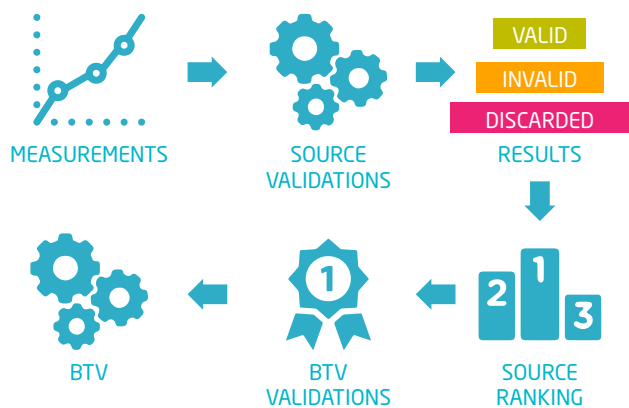 VALID
INVALID
DISCARDED
MEASUREMENTS
SOURCE
VALIDATIONS
RESULTS
1
2
3
1
BTV
BTV
VALIDATIONS
SOURCE
RANKING